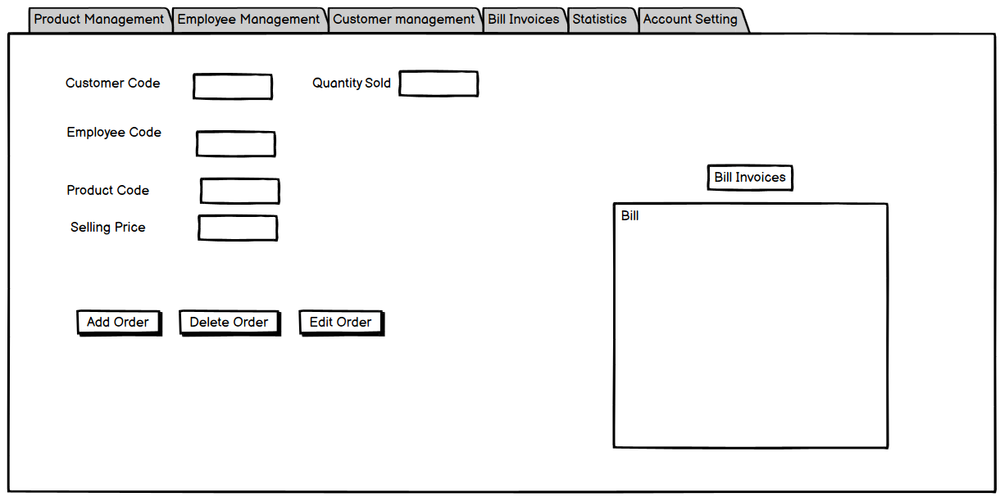 Product Management
Employee Management
Customer management
Bill Invoices
Statistics
Account Setting
Customer Code
Quantity Sold
Employee Code
Product Code
Selling Price
Add Order
Delete Order
Edit Order
Bill Invoices
Bill